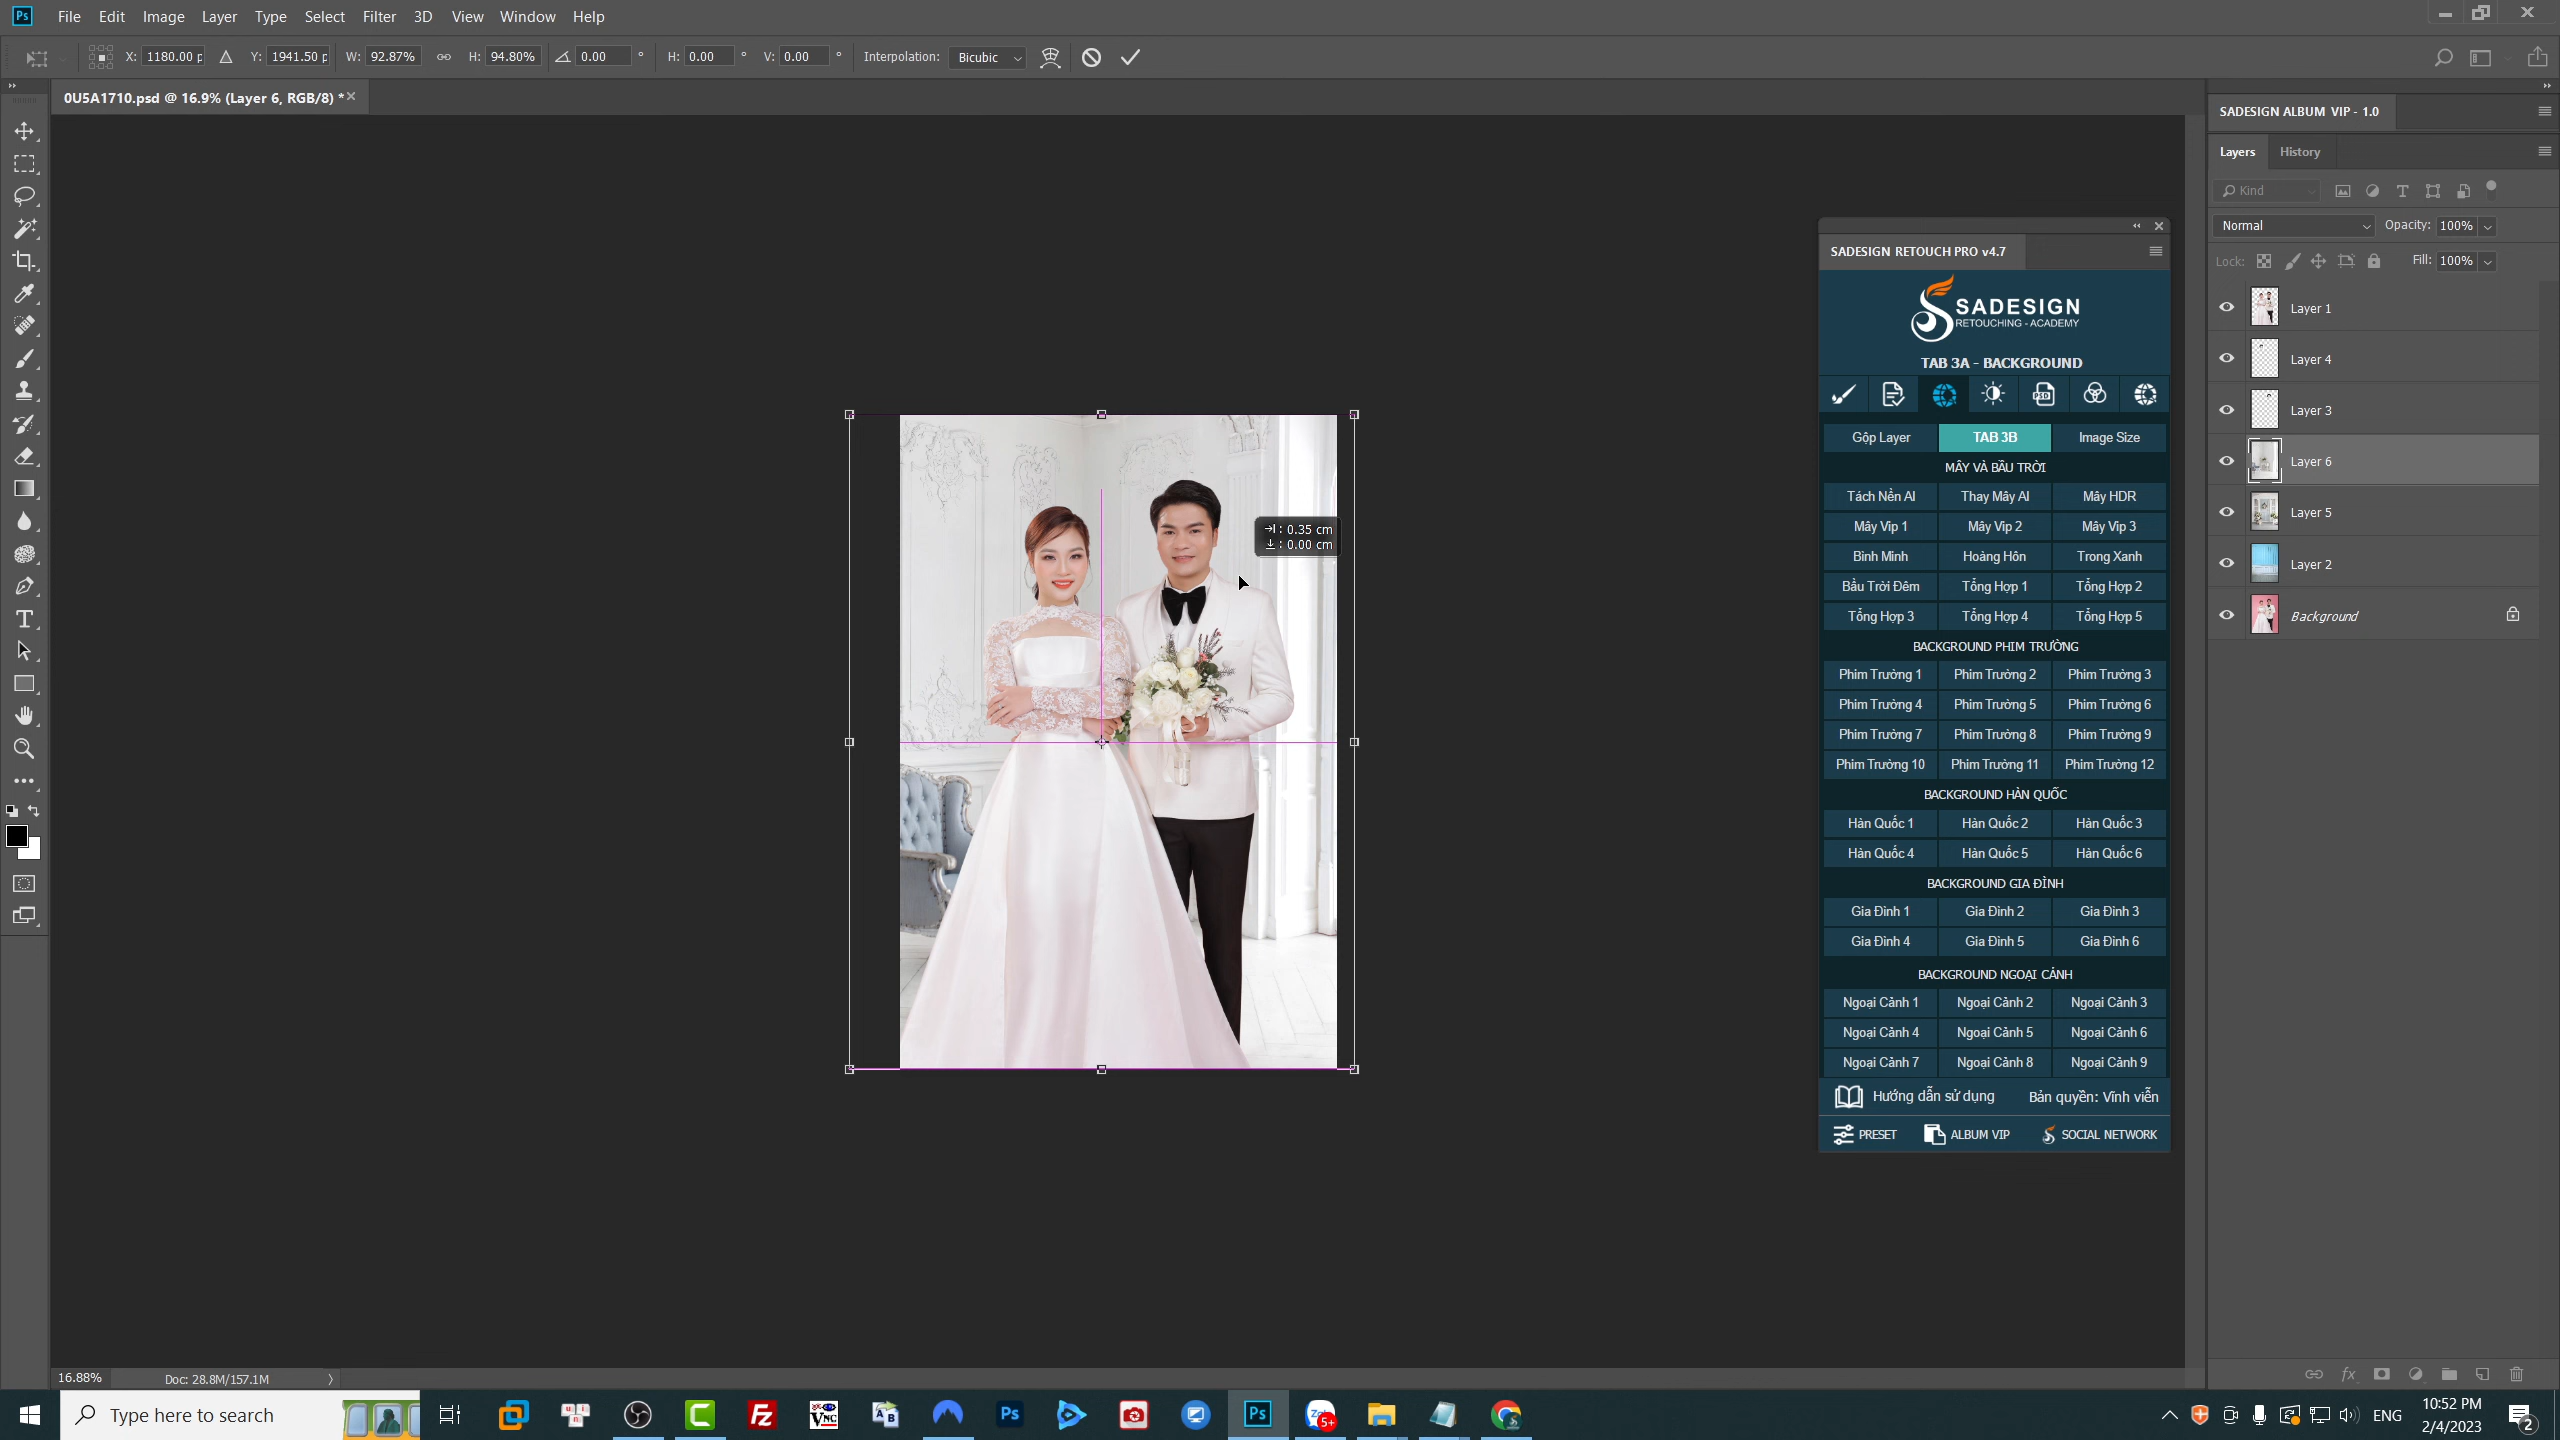 File Edit Image Layer Type Select Filter 3D View Window Help
X: 1180.00 p Y: 1941.50 p W: 92.87% H: 94.80% 0.00 ° H: 0.00 ° V: 0.00 ° Interpolation: Bicubic
0U5A1710.psd @ 16.9% (Layer 6, RGB/8) *
SADESIGN ALBUM VIP - 1.0
Layers History
Kind
Normal Opacity: 100%
Lock: Fill: 100%
Layer 1
Layer 4
Layer 3
Layer 6
Layer 5
Layer 2
Background
: 0.35 cm
: 0.00 cm
SADESIGN RETOUCH PRO v4.7
SADESIGN
RETOUCHING - ACADEMY
TAB 3A - BACKGROUND
PSD
Gộp Layer TAB 3B Image Size
MÂY VÀ BẦU TRỜI
Tách Nền AI Thay Mây AI Mây HDR
Mây Vip 1 Mây Vip 2 Mây Vip 3
Bình Minh Hoàng Hôn Trong Xanh
Bầu Trời Đêm Tổng Hợp 1 Tổng Hợp 2
Tổng Hợp 3 Tổng Hợp 4 Tổng Hợp 5
BACKGROUND PHIM TRƯỜNG
Phim Trường 1 Phim Trường 2 Phim Trường 3
Phim Trường 4 Phim Trường 5 Phim Trường 6
Phim Trường 7 Phim Trường 8 Phim Trường 9
Phim Trường 10 Phim Trường 11 Phim Trường 12
BACKGROUND HÀN QUỐC
Hàn Quốc 1 Hàn Quốc 2 Hàn Quốc 3
Hàn Quốc 4 Hàn Quốc 5 Hàn Quốc 6
BACKGROUND GIA ĐÌNH
Gia Đình 1 Gia Đình 2 Gia Đình 3
Gia Đình 4 Gia Đình 5 Gia Đình 6
BACKGROUND NGOẠI CẢNH
Ngoại Cảnh 1 Ngoại Cảnh 2 Ngoại Cảnh 3
Ngoại Cảnh 4 Ngoại Cảnh 5 Ngoại Cảnh 6
Ngoại Cảnh 7 Ngoại Cảnh 8 Ngoại Cảnh 9
Hướng dẫn sử dụng Bản quyền: Vĩnh viễn
PRESET ALBUM VIP SOCIAL NETWORK
16.88% Doc: 28.8M/157.1M
Type here to search
ENG
10:52 PM
2/4/2023
2